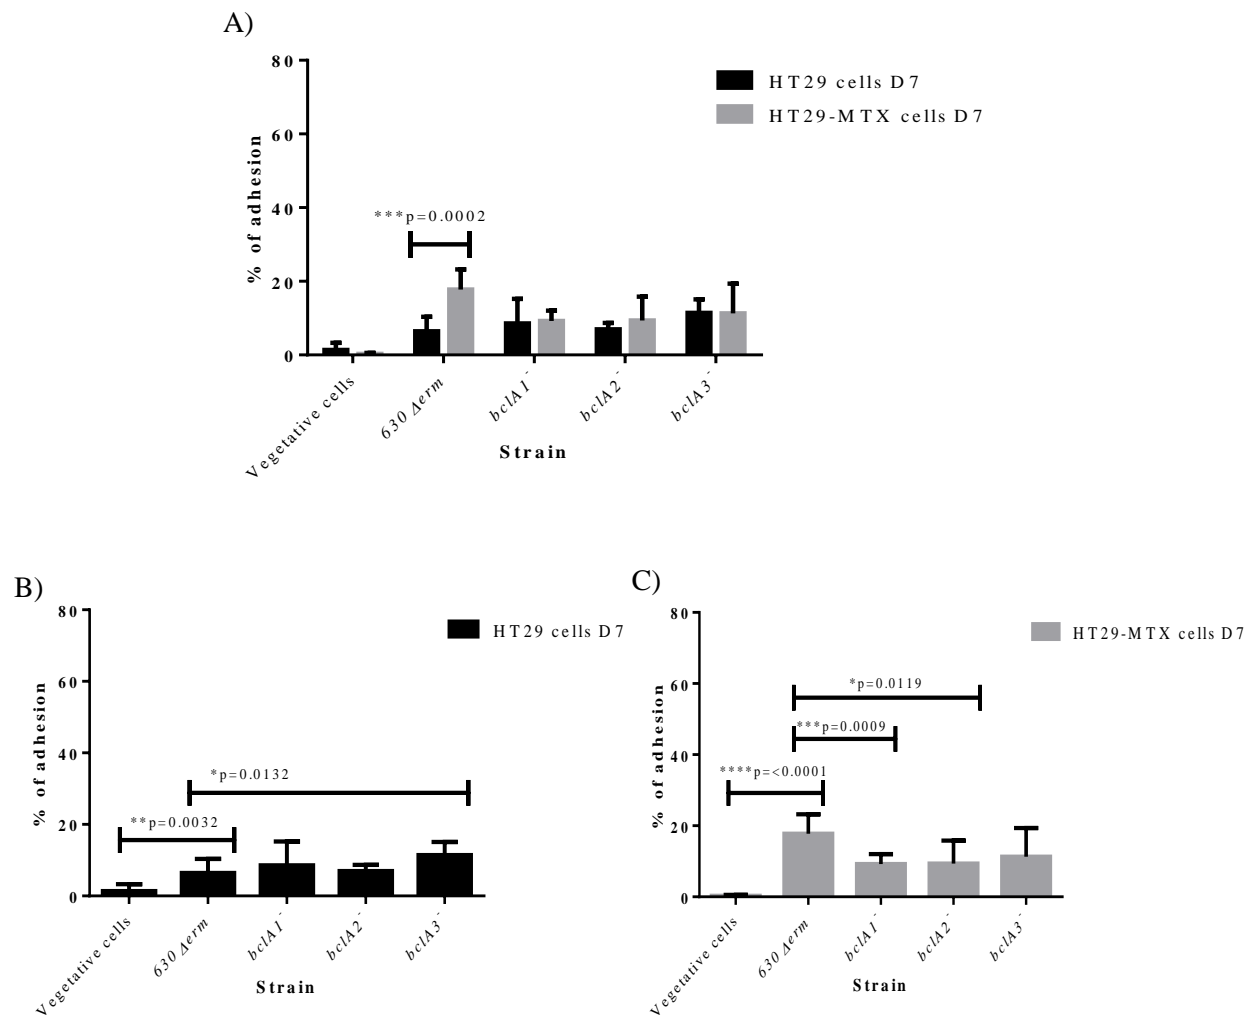 A)
80
60
40
20
0
% of adhesion
HT29 cells D7
HT29-MTX cells D7
***p=0.0002
Vegetative cells
630 Δerm
bclA1-
bclA2-
bclA3-
Strain
B)
80
60
40
20
0
% of adhesion
HT29 cells D7
*p=0.0132
**p=0.0032
Vegetative cells
630 Δerm
bclA1-
bclA2-
bclA3-
Strain
C)
80
60
40
20
0
% of adhesion
HT29-MTX cells D7
*p=0.0119
***p=0.0009
****p=<0.0001
Vegetative cells
630 Δerm
bclA1-
bclA2-
bclA3-
Strain